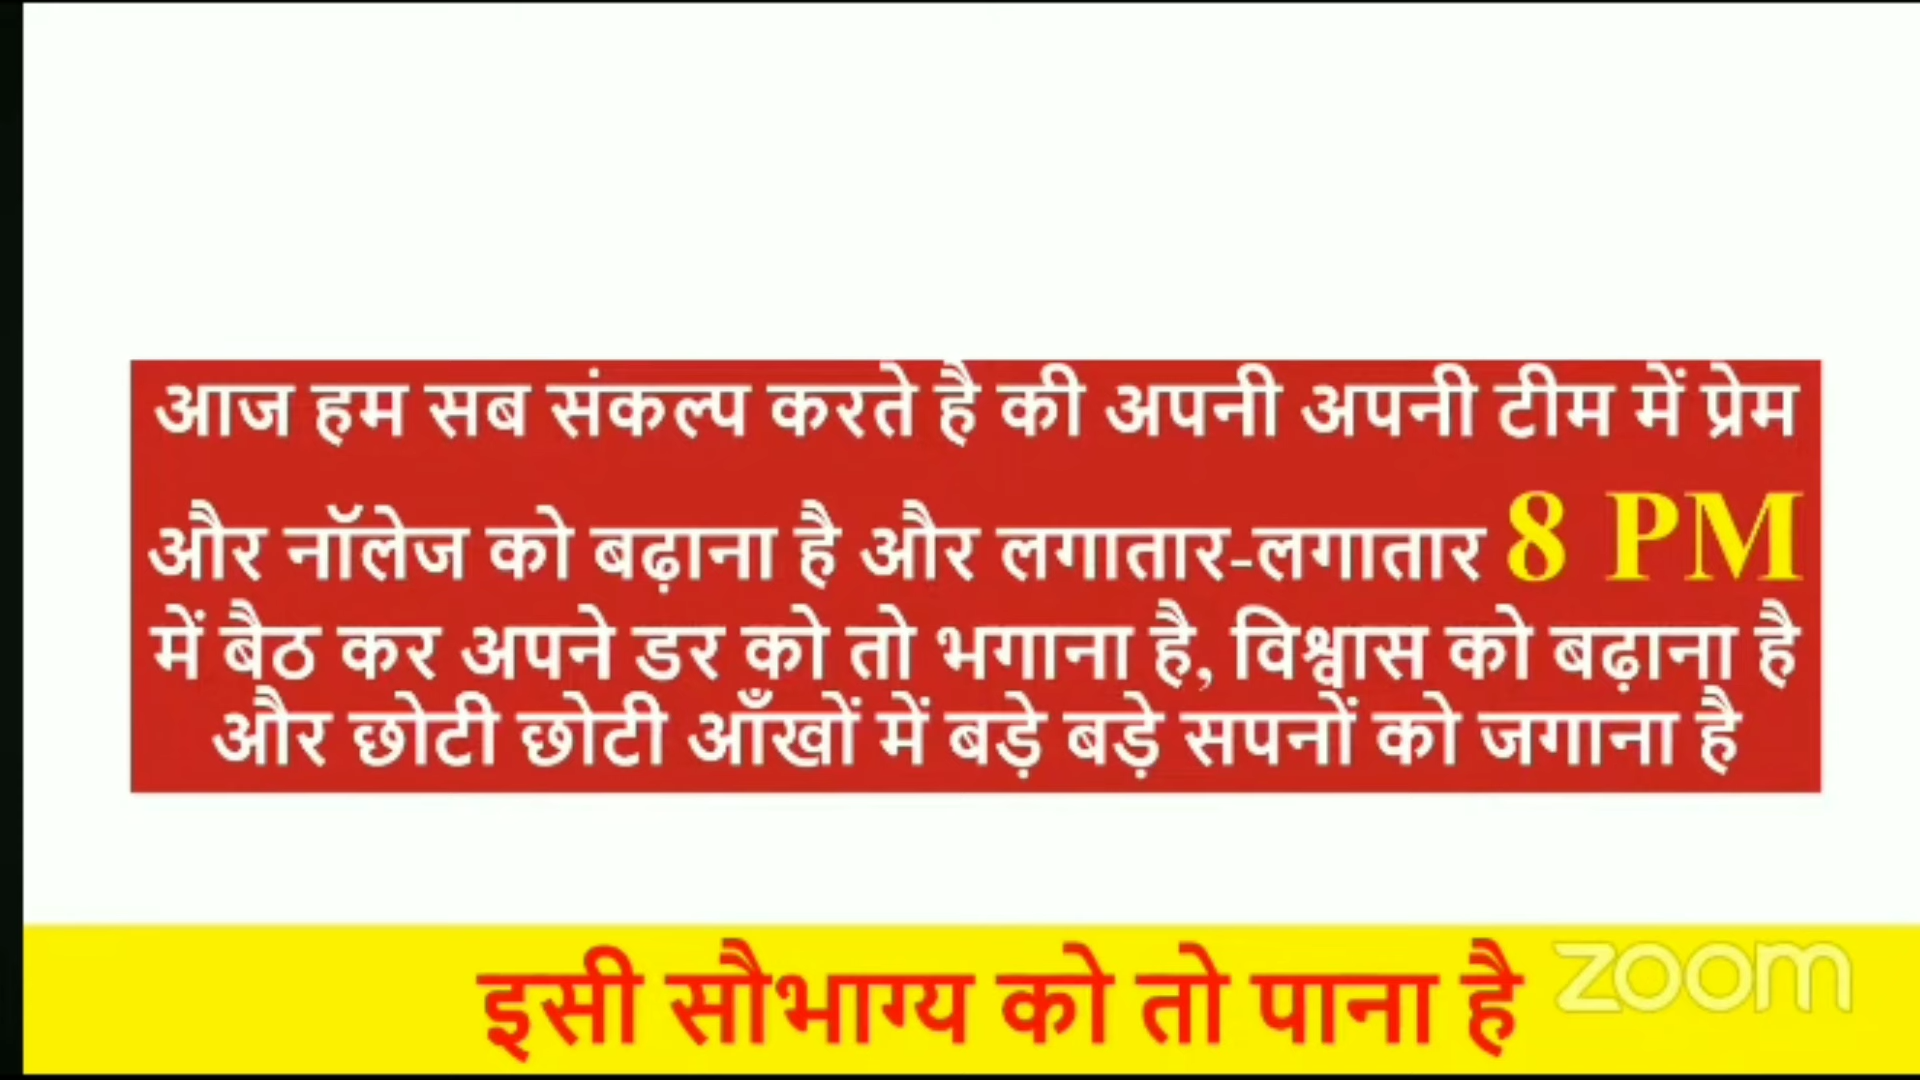 आज हम सब संकल्प करते है की अपनी अपनी टीम में प्रेम
और नॉलेज को बढ़ाना है और लगातार-लगातार 8 PM
में बैठ कर अपने डर को तो भगाना है, विश्वास को बढ़ाना है
और छोटी छोटी आँखों में बड़े बड़े सपनों को जगाना है
इसी सौभाग्य को तो पाना है
zoom